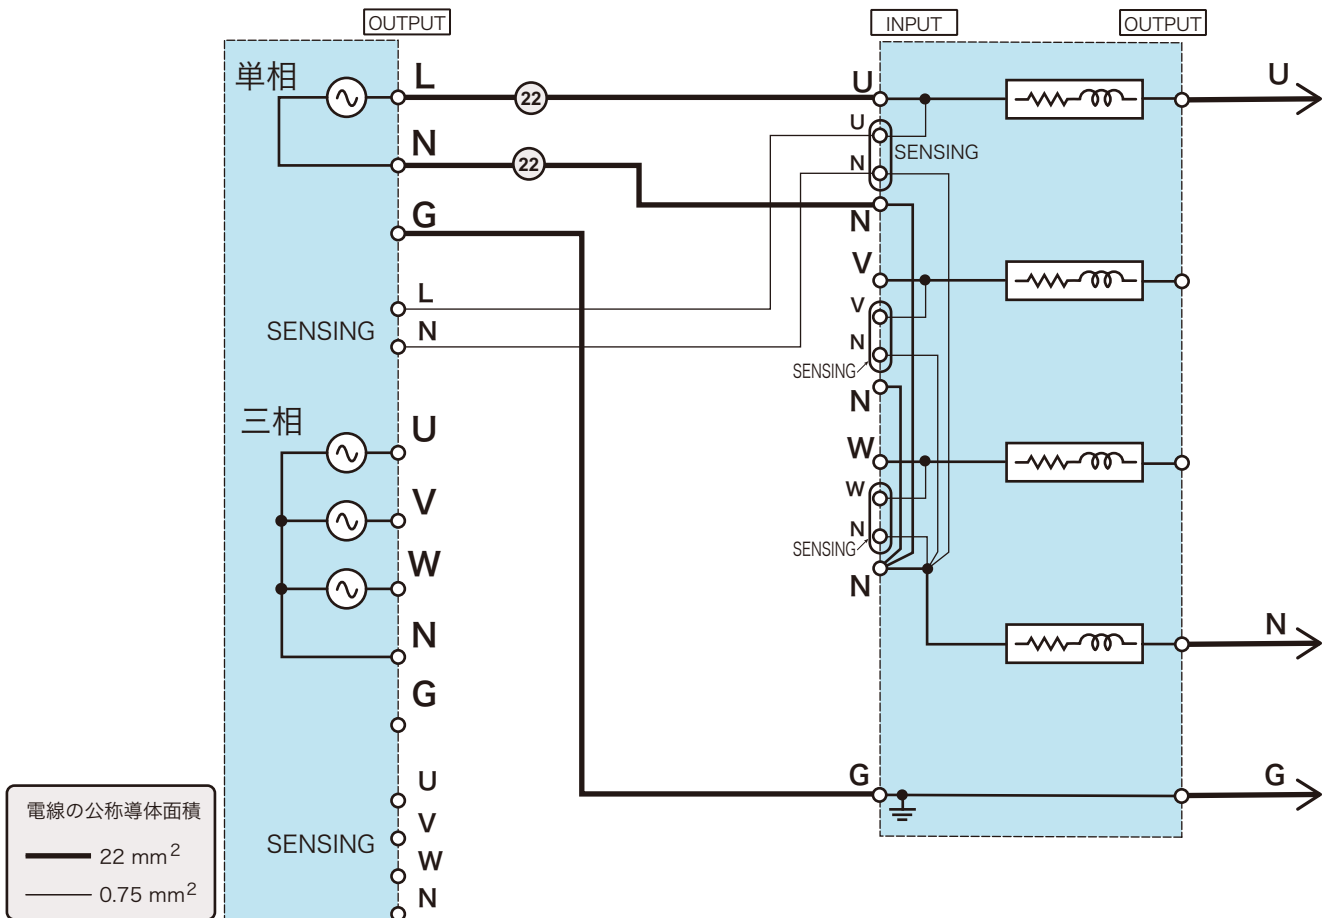 OUTPUT
INPUT
OUTPUT
単相
L
22
U
U
U
N
22
SENSING
N
N
G
V
L
V
SENSING
N
N
SENSING
N
三相
U
W
W
V
N
SENSING
W
N
N
N
G
G
G
U
電線の公称導体面積
V
SENSING
22 mm²
W
0.75 mm²
N